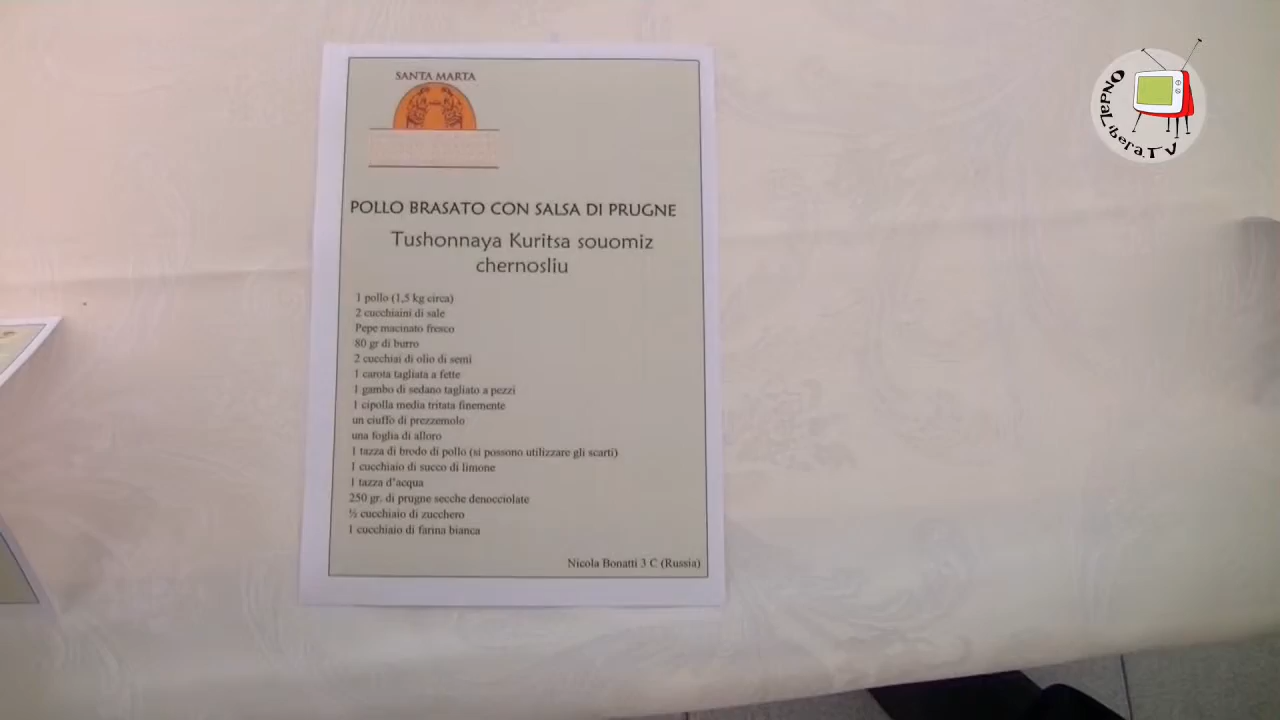 SANTA MARTA
POLLO BRASATO CON SALSA DI PRUGNE
Tushonnaya Kuritsa souomiz
chernosliu
1 pollo (1,5 kg circa)
2 cucchiaini di sale
Pepe macinato fresco
80 gr di burro
2 cucchiai di olio di semi
1 carota tagliata a fette
1 gambo di sedano tagliato a pezzi
1 cipolla media tritata finemente
un ciuffo di prezzemolo
una foglia di alloro
1 tazza di brodo di pollo (si possono utilizzare gli scarti)
1 cucchiaio di succo di limone
1 tazza d'acqua
250 gr. di prugne secche denocciolate
½ cucchiaio di zucchero
1 cucchiaio di farina bianca
Nicola Bonatti 3 C (Russia)
OndaLibera.TV